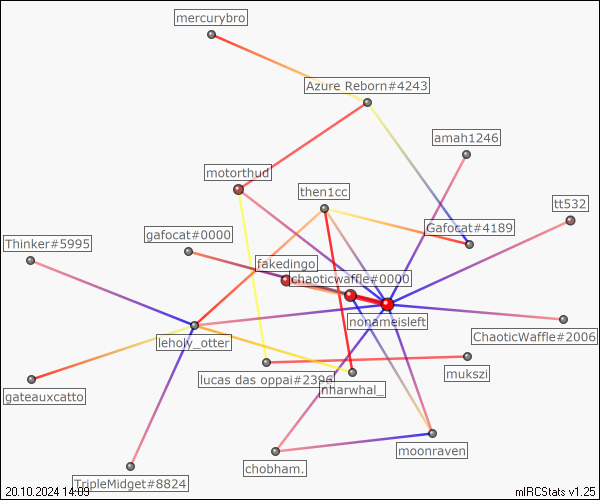 mercurybro
Azure Reborn#4243
amah1246
motorthud
then1cc
tt532
Thinker#5995
gafocat#0000
Gafocat#4189
fakedingo
chaoticwaffle#0000
nonameisleft
ChaoticWaffle#2006
leholy_otter
lucas das oppai#2396
mukszi
gateauxcatto
nharwhal_
moonraven
chobham.
TripleMidget#8824
20.10.2024 14:09
mIRCStats v1.25